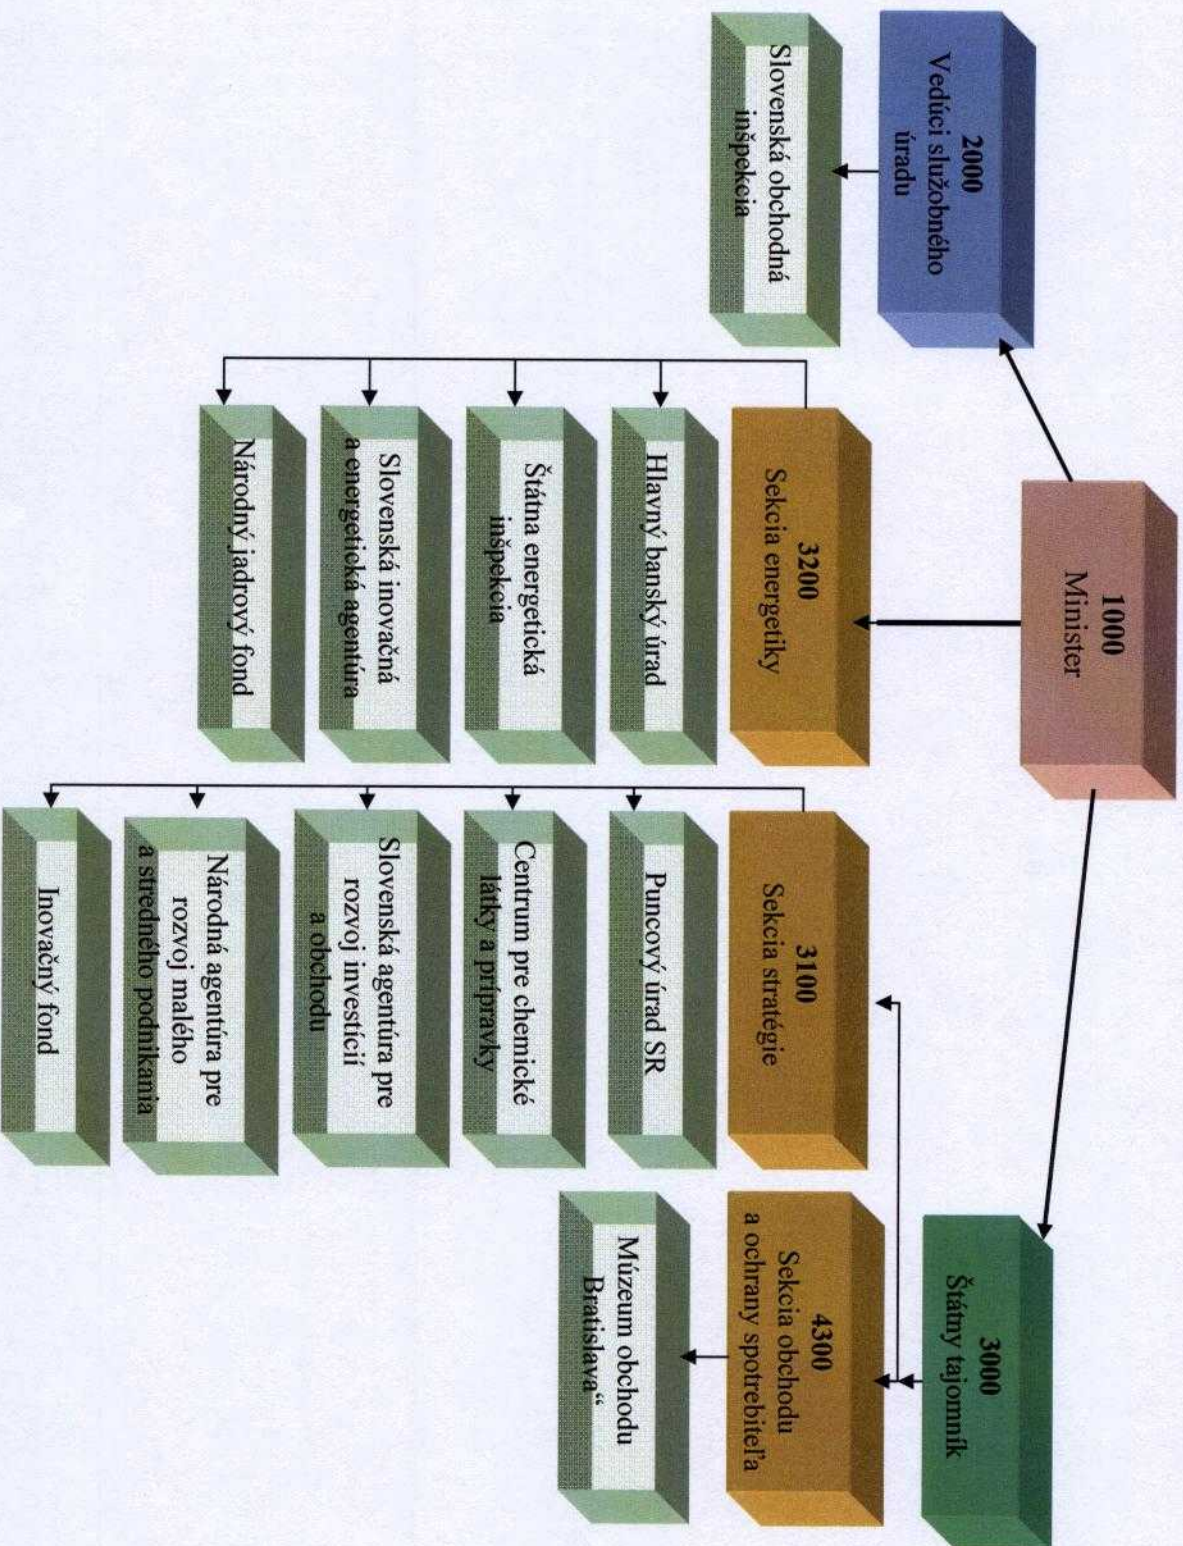 1000
Minister
2000
Vedúci služobného
úradu
3000
Štátny tajomník
Slovenská obchodná
inšpekcia
3200
Sekcia energetiky
3100
Sekcia stratégie
4300
Sekcia obchodu
a ochrany spotrebiteľa
Hlavný banský úrad
Štátna energetická
inšpekcia
Slovenská inovačná
a energetická agentúra
Národný jadrový fond
Puncový úrad SR
Centrum pre chemické
látky a prípravky
Slovenská agentúra pre
rozvoj investícií
a obchodu
Národná agentúra pre
rozvoj malého
a stredného podnikania
Inovačný fond
Múzeum obchodu
Bratislava“